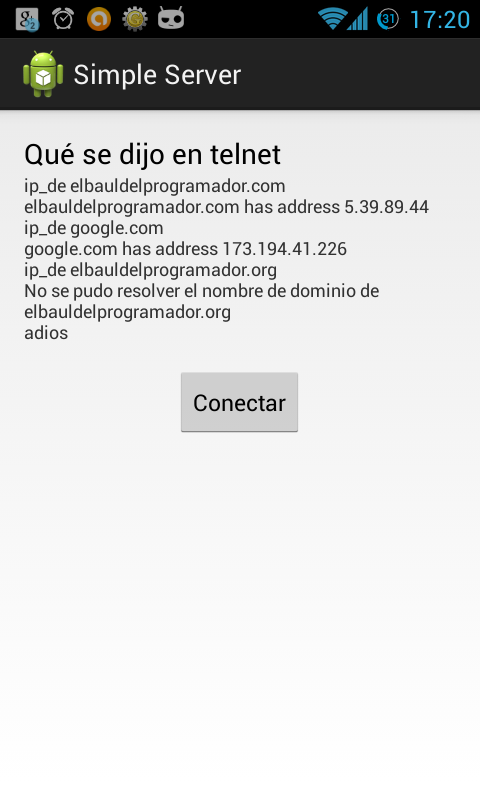 17:20
31
Simple Server
Qué se dijo en telnet
ip_de elbauldelprogramador.com
elbauldelprogramador.com has address 5.39.89.44
ip_de google.com
google.com has address 173.194.41.226
ip_de elbauldelprogramador.org
No se pudo resolver el nombre de dominio de
elbauldelprogramador.org
adios
Conectar